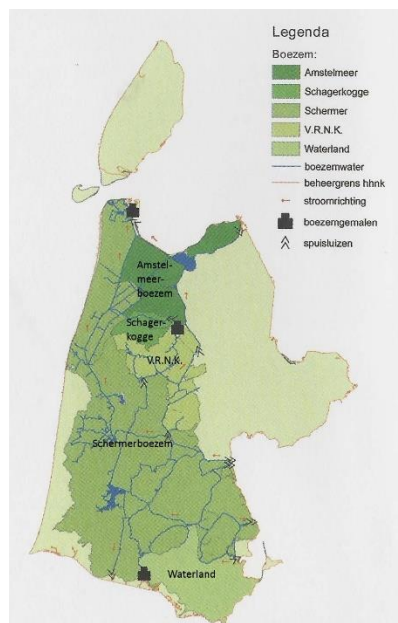 Legenda
Boezem:
Amstelmeer
Schagerkogge
Schermer
V.R.N.K.
Waterland
boezemwater
beheergrens hhnk
stroomrichting
boezemgemalen
spuisluizen
Amstel-
meer-
boezem
Schager-
kogge
V.R.N.K.
Schermerboezem
Waterland